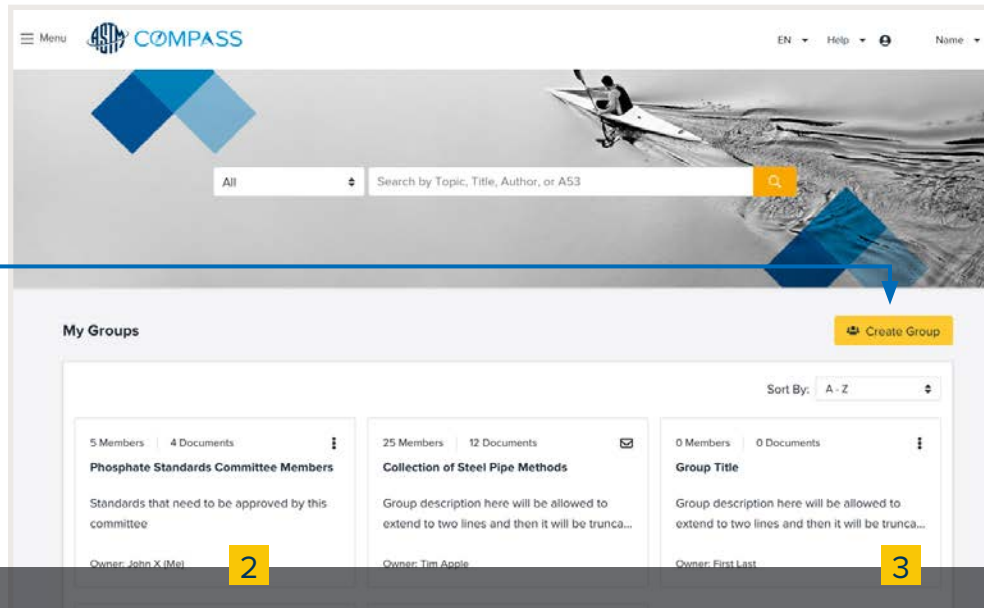 Menu
ASTM COMPASS
EN Help Name
All Search by Topic, Title, Author, or A53
My Groups
Create Group
Sort By: A - Z
5 Members 4 Documents
Phosphate Standards Committee Members
Standards that need to be approved by this
committee
Owner: John X (Me)
2
25 Members 12 Documents
Collection of Steel Pipe Methods
Group description here will be allowed to
extend to two lines and then it will be trunca...
Owner: Tim Apple
0 Members 0 Documents
Group Title
Group description here will be allowed to
extend to two lines and then it will be trunca...
Owner: First Last
3